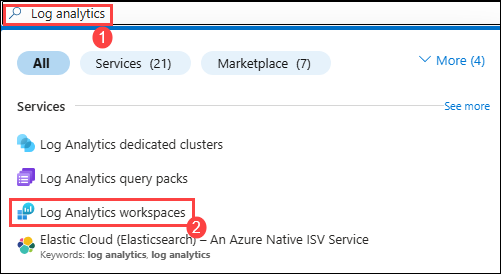 Log analytics
1
All
Services (21)
Marketplace (7)
More (4)
Services
See more
Log Analytics dedicated clusters
Log Analytics query packs
Log Analytics workspaces
2
Elastic Cloud (Elasticsearch) – An Azure Native ISV Service
Keywords: log analytics, log analytics